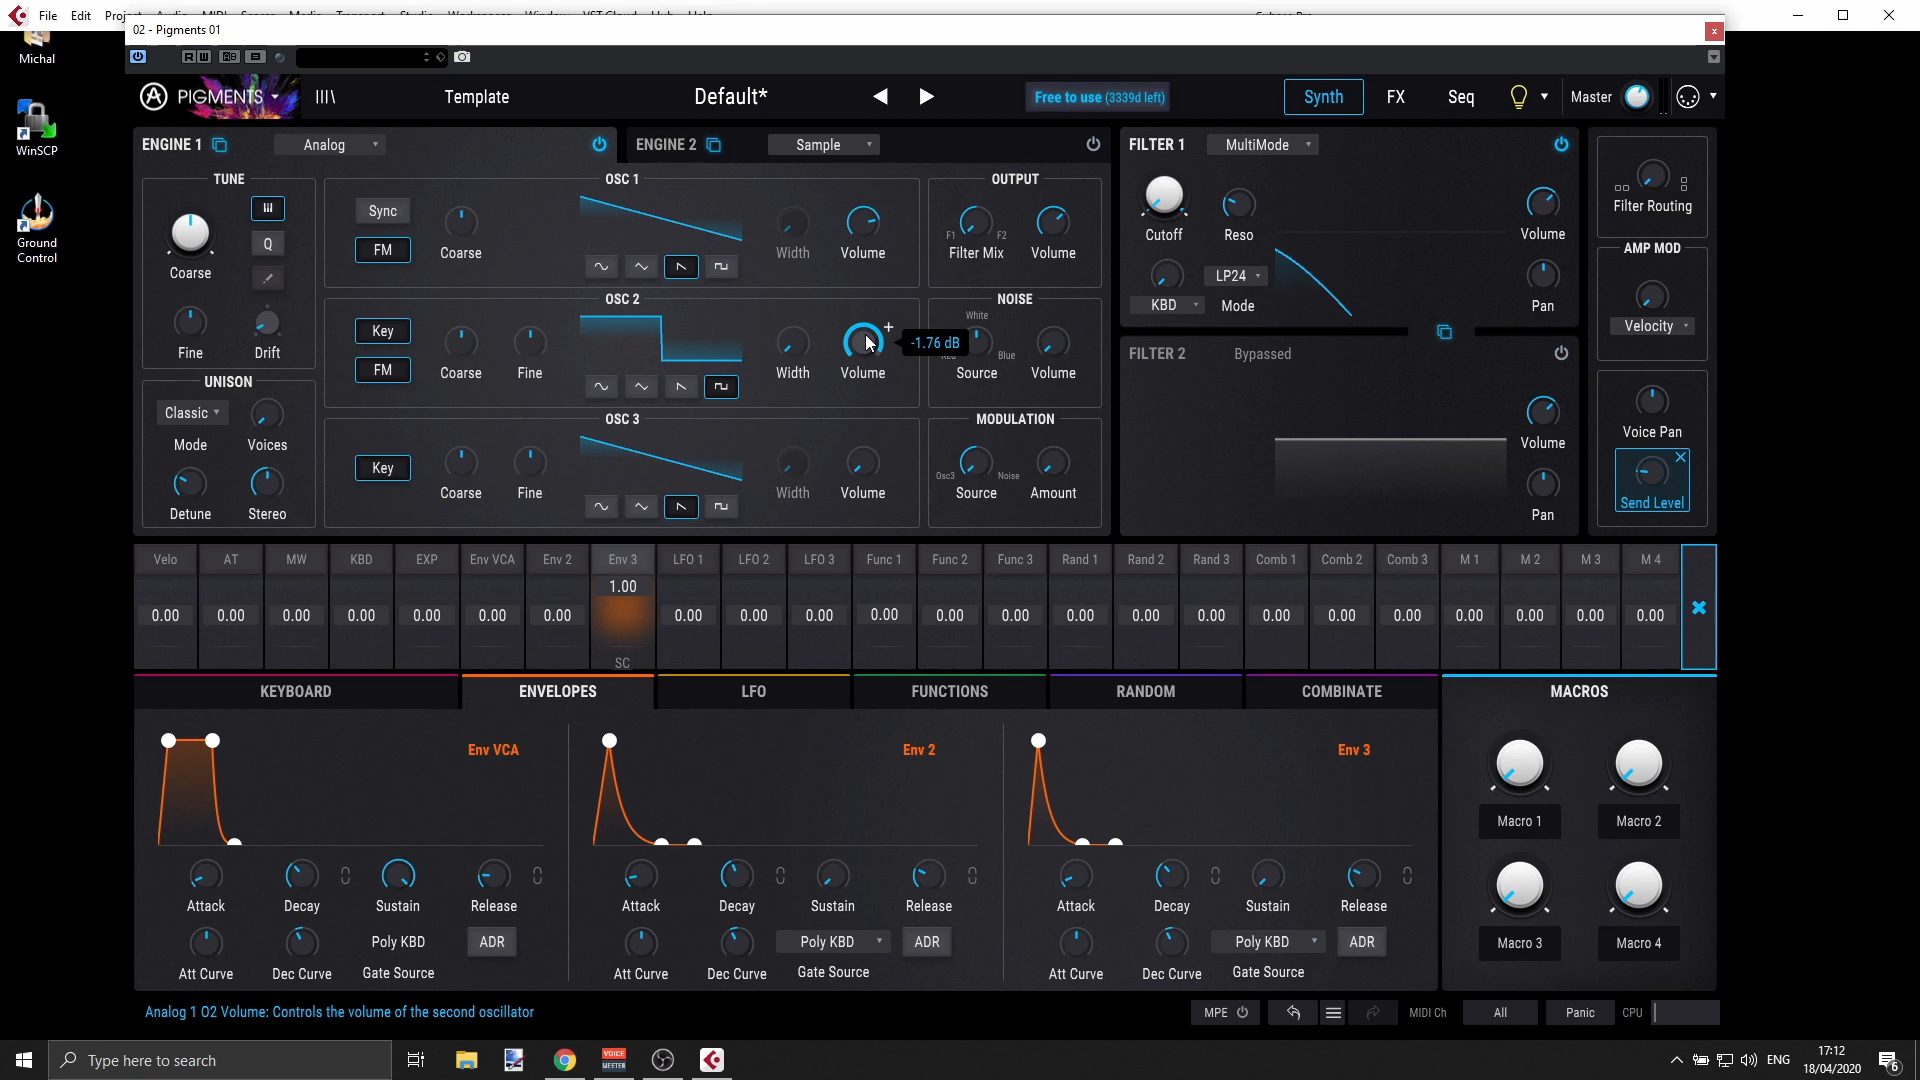 File Edit
02 - Pigments 01
Michal
WinSCP
Ground
Control
R W
PIGMENTS
Template
Default*
Free to use (3339d left)
Synth
FX
Seq
Master
ENGINE 1
Analog
ENGINE 2
Sample
FILTER 1
MultiMode
TUNE
Q
Coarse
Fine
Drift
UNISON
Classic
Mode
Voices
Detune
Stereo
OSC 1
Sync
FM
Coarse
Width
Volume
OSC 2
Key
FM
Coarse
Fine
Width
Volume
-1.76 dB
OSC 3
Key
Coarse
Fine
Width
Volume
OUTPUT
F1
F2
Filter Mix
Volume
NOISE
White
Blue
Source
Volume
MODULATION
Osc3
Noise
Source
Amount
Cutoff
Reso
Volume
KBD
LP24
Mode
Pan
FILTER 2
Bypassed
Volume
Pan
Filter Routing
AMP MOD
Velocity
Voice Pan
Send Level
Velo AT MW KBD EXP Env VCA Env 2 Env 3 LFO 1 LFO 2 LFO 3 Func 1 Func 2 Func 3 Rand 1 Rand 2 Rand 3 Comb 1 Comb 2 Comb 3 M 1 M 2 M 3 M 4
1.00
0.00 0.00 0.00 0.00 0.00 0.00 0.00 0.00 0.00 0.00 0.00 0.00 0.00 0.00 0.00 0.00 0.00 0.00 0.00 0.00 0.00 0.00 0.00
SC
KEYBOARD ENVELOPES LFO FUNCTIONS RANDOM COMBINATE MACROS
Env VCA
Attack Decay Sustain Release
Poly KBD ADR
Att Curve Dec Curve Gate Source
Env 2
Attack Decay Sustain Release
Poly KBD ADR
Att Curve Dec Curve Gate Source
Env 3
Attack Decay Sustain Release
Poly KBD ADR
Att Curve Dec Curve Gate Source
Macro 1 Macro 2
Macro 3 Macro 4
Analog 1 O2 Volume: Controls the volume of the second oscillator
MPE
MIDI Ch
All
Panic
CPU
Type here to search
VOICE
MEETER
ENG
17:12
18/04/2020
6